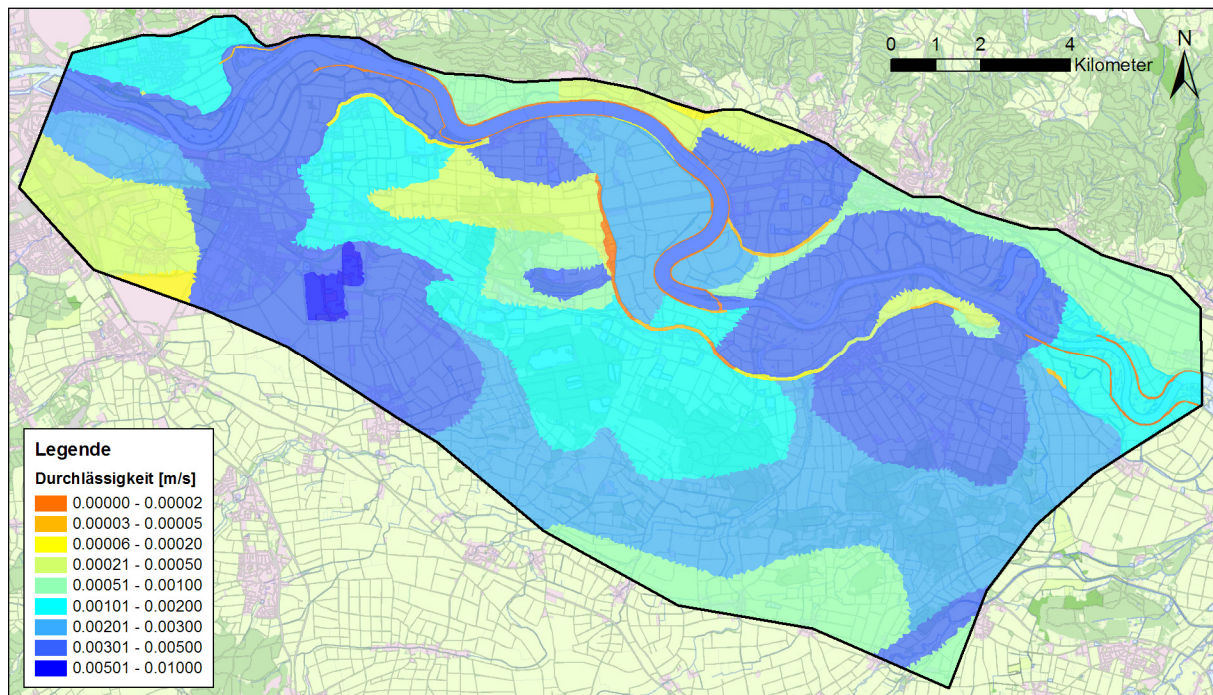 0 1 2 4
Kilometer
N
Legende
Durchlässigkeit [m/s]
0.00000 - 0.00002
0.00003 - 0.00005
0.00006 - 0.00020
0.00021 - 0.00050
0.00051 - 0.00100
0.00101 - 0.00200
0.00201 - 0.00300
0.00301 - 0.00500
0.00501 - 0.01000